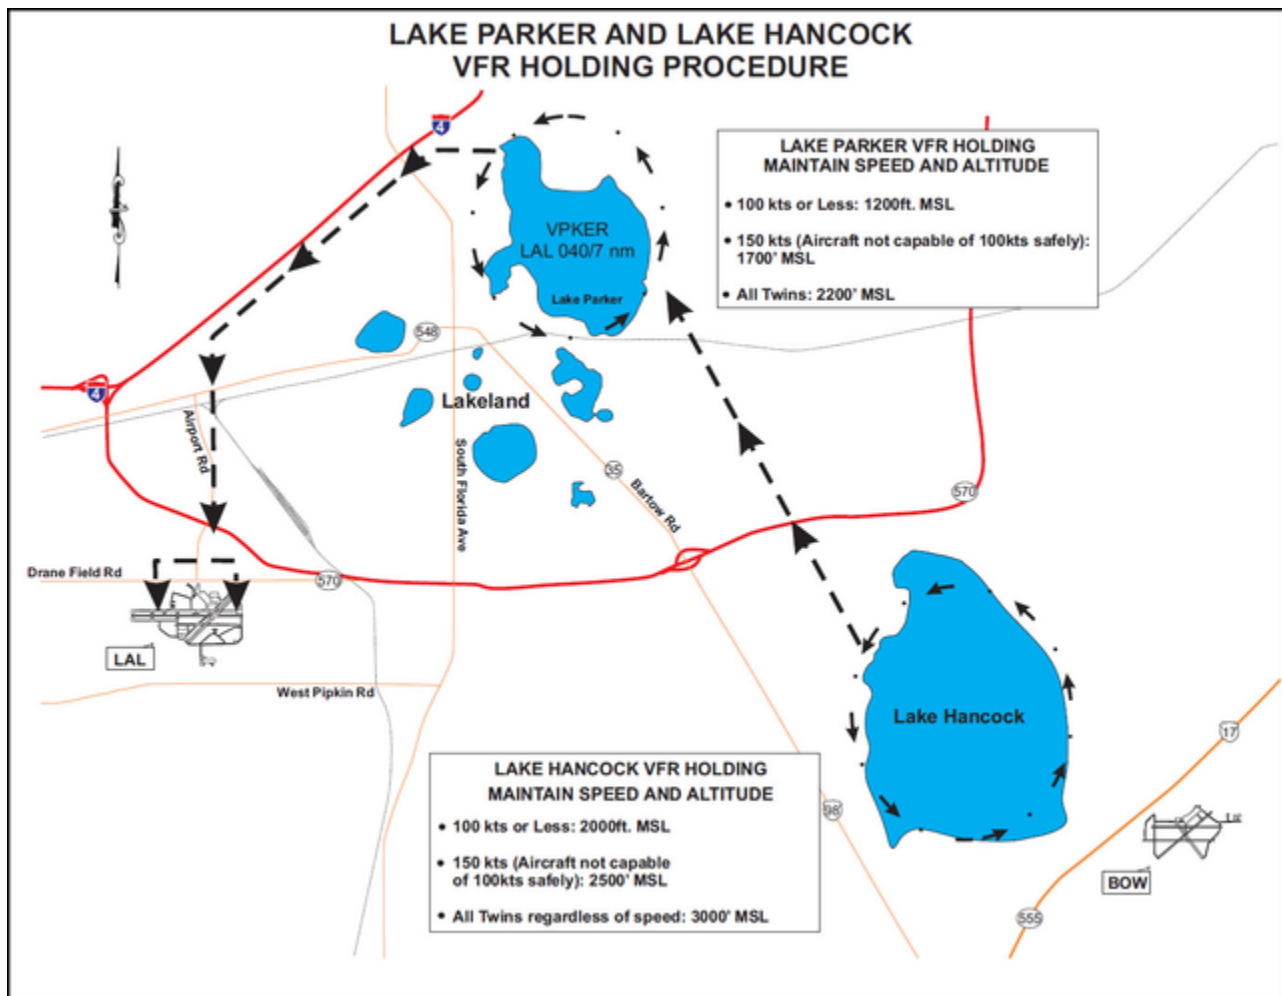 LAKE PARKER AND LAKE HANCOCK
VFR HOLDING PROCEDURE
4
LAKE PARKER VFR HOLDING
MAINTAIN SPEED AND ALTITUDE
• 100 kts or Less: 1200ft. MSL
• 150 kts (Aircraft not capable of 100kts safely):
1700' MSL
• All Twins: 2200' MSL
VPKER
LAL 040/7 nm
Lake Parker
548
4
Lakeland
Airport Rd
South Florida Ave
35
Bartow Rd
570
Drane Field Rd
570
LAL
West Pipkin Rd
Lake Hancock
17
LAKE HANCOCK VFR HOLDING
MAINTAIN SPEED AND ALTITUDE
• 100 kts or Less: 2000ft. MSL
• 150 kts (Aircraft not capable
of 100kts safely): 2500' MSL
• All Twins regardless of speed: 3000' MSL
98
BOW
555